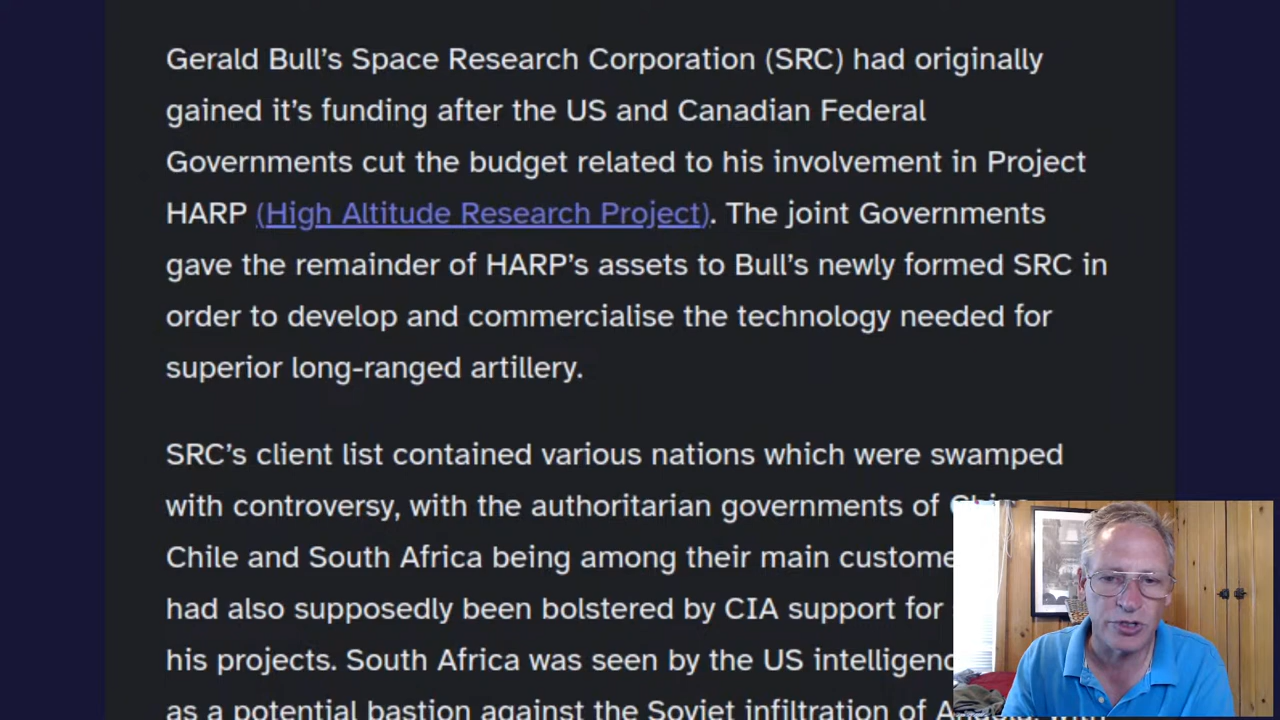 Gerald Bull’s Space Research Corporation (SRC) had originally
gained it’s funding after the US and Canadian Federal
Governments cut the budget related to his involvement in Project
HARP (High Altitude Research Project). The joint Governments
gave the remainder of HARP’s assets to Bull’s newly formed SRC in
order to develop and commercialise the technology needed for
superior long-ranged artillery.
SRC’s client list contained various nations which were swamped
with controversy, with the authoritarian governments of
Chile and South Africa being among their main
had also supposedly been bolstered by CIA support for
his projects. South Africa was seen by the US
as a potential bastion against the Soviet infiltration of